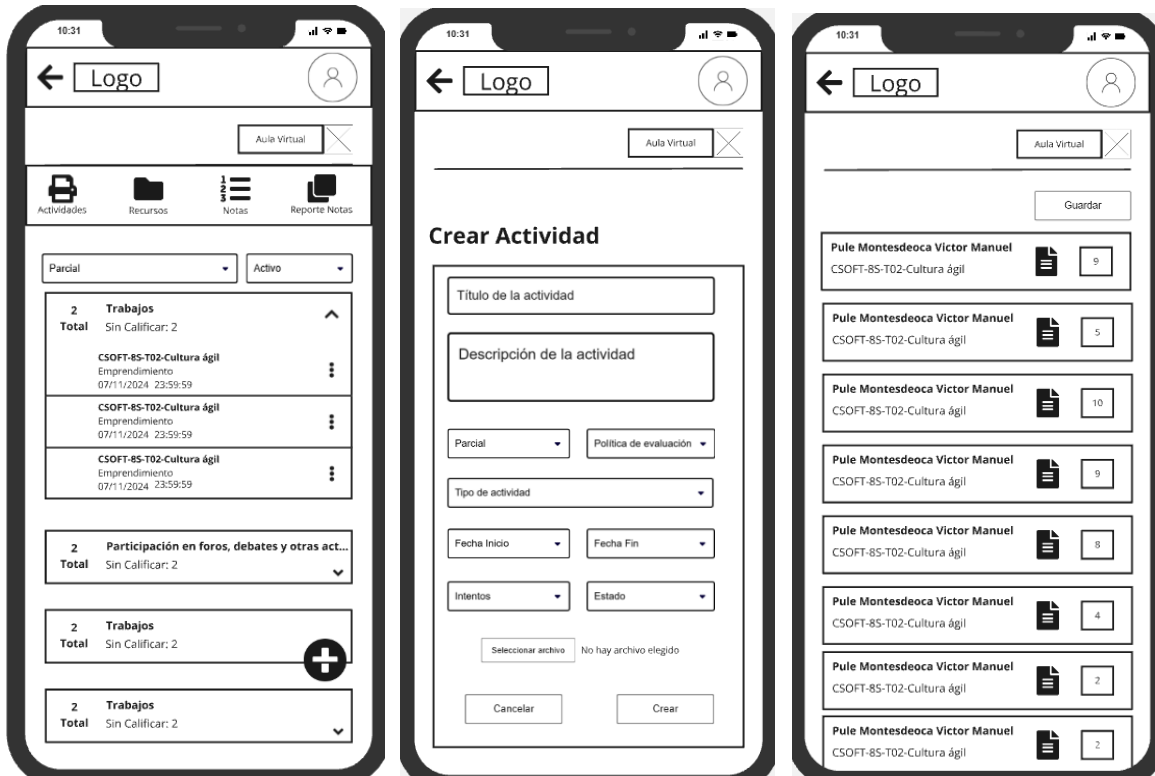 10:31
Logo
Aula Virtual
Actividades Recursos Notas Reporte Notas
Parcial Activo
2 Trabajos
Total Sin Calificar: 2
CSOFT-8S-T02-Cultura ágil
Emprendimiento
07/11/2024 23:59:59
CSOFT-8S-T02-Cultura ágil
Emprendimiento
07/11/2024 23:59:59
CSOFT-8S-T02-Cultura ágil
Emprendimiento
07/11/2024 23:59:59
2 Participación en foros, debates y otras act...
Total Sin Calificar: 2
2 Trabajos
Total Sin Calificar: 2
2 Trabajos
Total Sin Calificar: 2
10:31
Logo
Aula Virtual
Crear Actividad
Título de la actividad
Descripción de la actividad
Parcial Política de evaluación
Tipo de actividad
Fecha Inicio Fecha Fin
Intentos Estado
Seleccionar archivo No hay archivo elegido
Cancelar Crear
10:31
Logo
Aula Virtual
Guardar
Pule Montesdeoca Victor Manuel
CSOFT-8S-T02-Cultura ágil 9
Pule Montesdeoca Victor Manuel
CSOFT-8S-T02-Cultura ágil 5
Pule Montesdeoca Victor Manuel
CSOFT-8S-T02-Cultura ágil 10
Pule Montesdeoca Victor Manuel
CSOFT-8S-T02-Cultura ágil 9
Pule Montesdeoca Victor Manuel
CSOFT-8S-T02-Cultura ágil 8
Pule Montesdeoca Victor Manuel
CSOFT-8S-T02-Cultura ágil 4
Pule Montesdeoca Victor Manuel
CSOFT-8S-T02-Cultura ágil 2
Pule Montesdeoca Victor Manuel
CSOFT-8S-T02-Cultura ágil 2